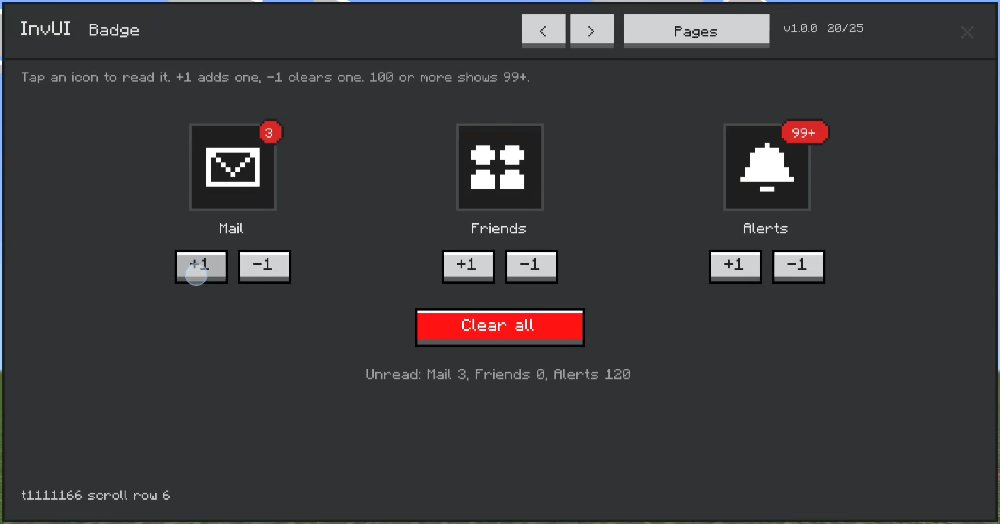 InvUI Badge < > Pages v1.0.0 20/25 ×
Tap an icon to read it. +1 adds one, -1 clears one. 100 or more shows 99+.
3 99+
Mail Friends Alerts
+1 -1 +1 -1 +1 -1
Clear all
Unread: Mail 3, Friends 0, Alerts 120
t1111166 scroll row 6